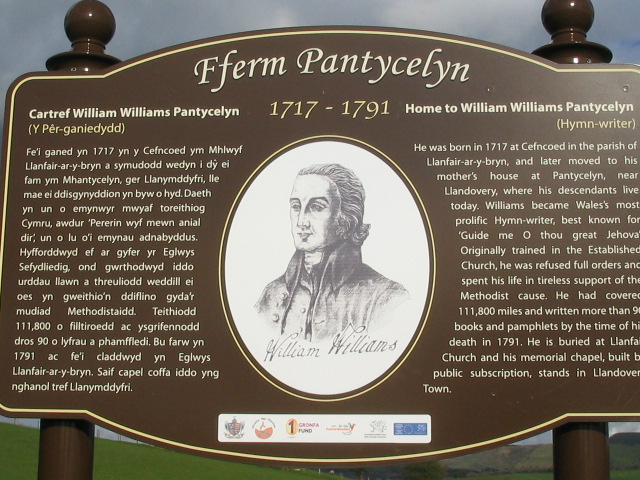 Fferm Pantycelyn
1717 - 1791
Cartref William Williams Pantycelyn
(Y Pêr-ganiedydd)
Fe'i ganed yn 1717 yn y Cefncoed ym Mhlwyf
Llanfair-ar-y-bryn a symudodd wedyn i dŷ ei
fam ym Mhantycelyn, ger Llanymddyfri, lle
mae ei ddisgynyddion yn byw o hyd. Daeth
yn un o emynwyr mwyaf toreithiog
Cymru, awdur 'Pererin wyf mewn anial
dir', un o lu o'i emynau adnabyddus.
Hyfforddwyd ef ar gyfer yr Eglwys
Sefydliedig, ond gwrthodwyd iddo
urddau llawn a threuliodd weddill ei
oes yn gweithio'n ddiflino gyda'r
mudiad Methodistaidd. Teithiodd
111,800 o filltiroedd ac ysgrifennodd
dros 90 o lyfrau a phamffledi. Bu farw yn
1791 ac fe'i claddwyd yn Eglwys
Llanfair-ar-y-bryn. Saif capel coffa iddo yng
nghanol tref Llanymddyfri.
William Williams
Home to William Williams Pantycelyn
(Hymn-writer)
He was born in 1717 at Cefncoed in the parish of
Llanfair-ar-y-bryn, and later moved to his
mother's house at Pantycelyn, near
Llandovery, where his descendants live
today. Williams became Wales's most
prolific Hymn-writer, best known for
'Guide me O thou great Jehova'
Originally trained in the Established
Church, he was refused full orders and
spent his life in tireless support of the
Methodist cause. He had covered
111,800 miles and written more than 90
books and pamphlets by the time of his
death in 1791. He is buried at Llanfair
Church and his memorial chapel, built by
public subscription, stands in Llandovery
Town.
GRONFA
FUND